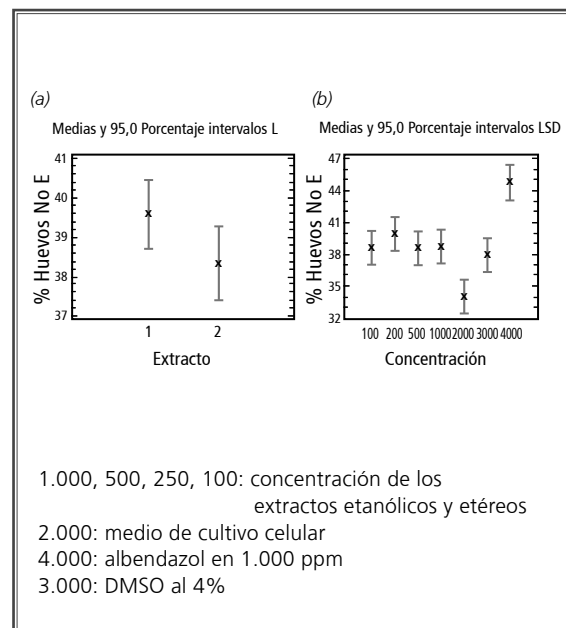 (a)
Medias y 95,0 Porcentaje intervalos L
% Huevos No E
41
40
39
38
37
1 2
Extracto
(b)
Medias y 95,0 Porcentaje intervalos LSD
% Huevos No E
47
44
41
38
35
32
100 200 500 1000 2000 3000 4000
Concentración
1.000, 500, 250, 100: concentración de los
extractos etanólicos y etéreos
2.000: medio de cultivo celular
4.000: albendazol en 1.000 ppm
3.000: DMSO al 4%